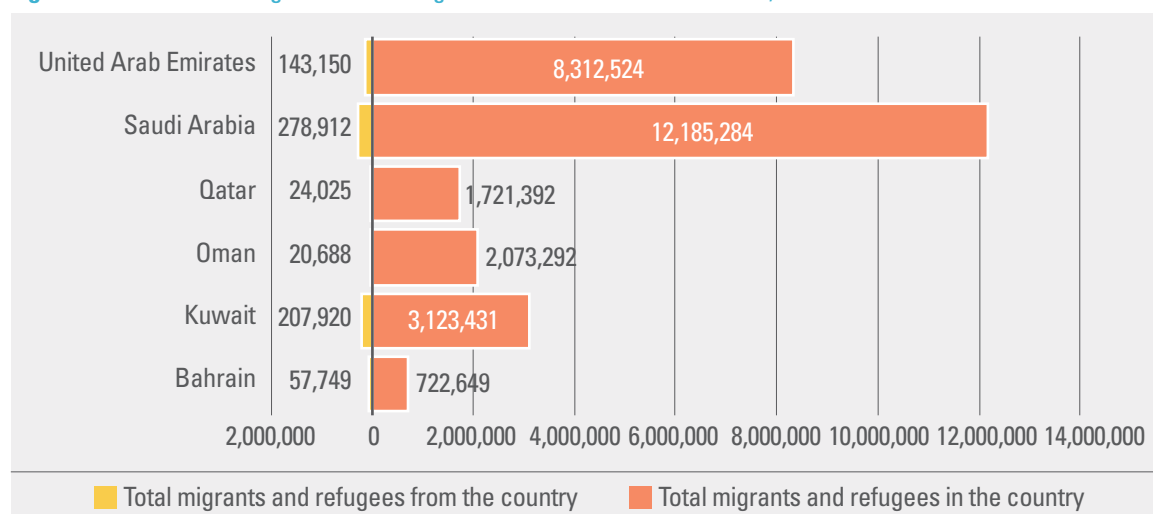 United Arab Emirates 143,150 8,312,524
Saudi Arabia 278,912 12,185,284
Qatar 24,025 1,721,392
Oman 20,688 2,073,292
Kuwait 207,920 3,123,431
Bahrain 57,749 722,649
2,000,000 0 2,000,000 4,000,000 6,000,000 8,000,000 10,000,000 12,000,000 14,000,000
Total migrants and refugees from the country Total migrants and refugees in the country